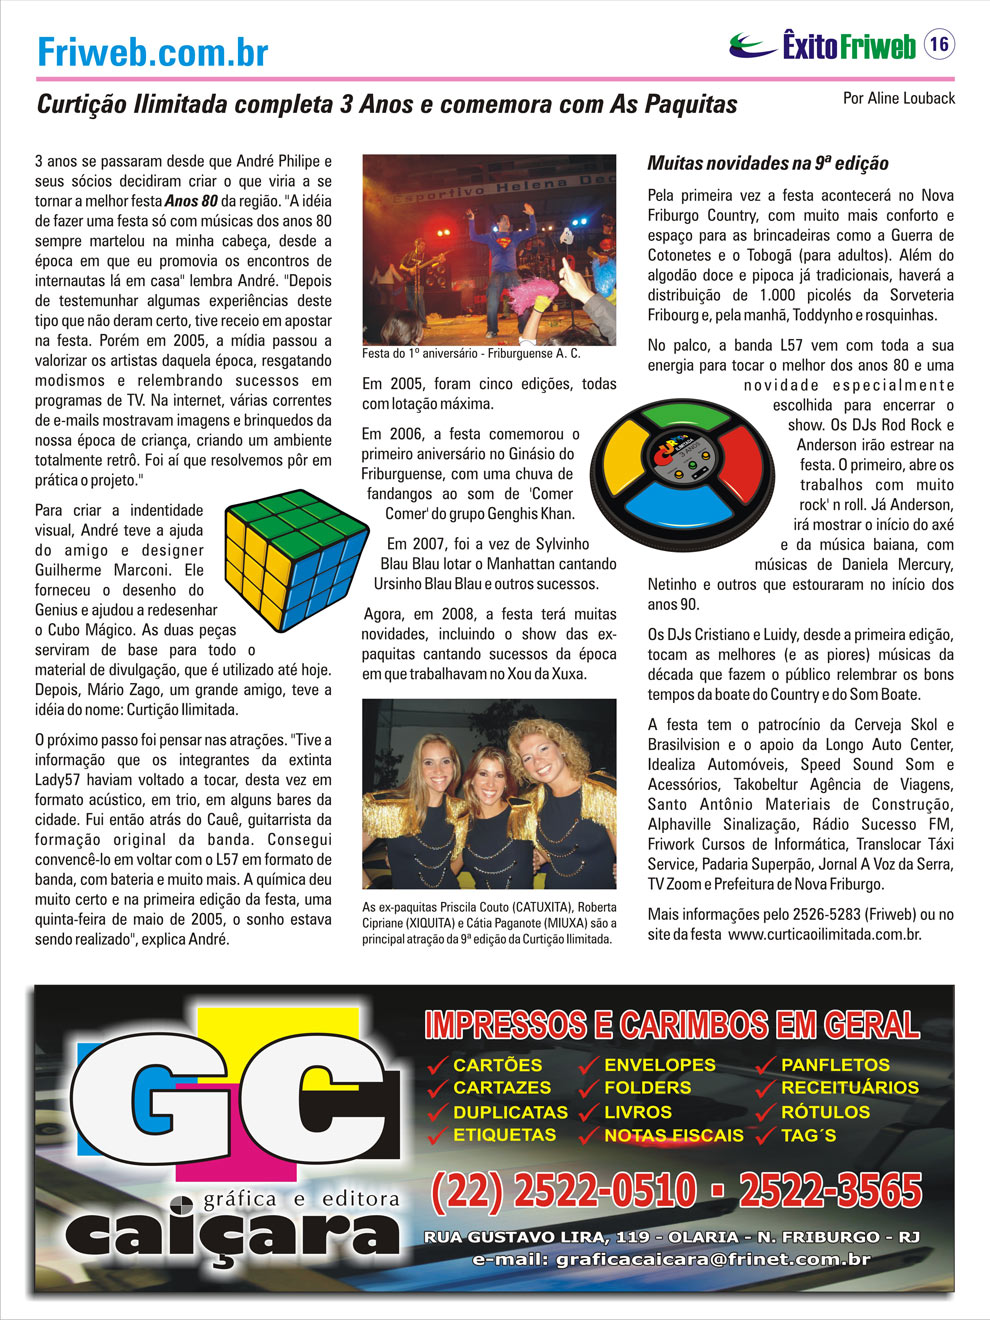 Friweb.com.br
ÊxitoFriweb 16
Curtição Ilimitada completa 3 Anos e comemora com As Paquitas
Por Aline Louback
3 anos se passaram desde que André Philipe e
seus sócios decidiram criar o que viria a se
tornar a melhor festa Anos 80 da região. "A idéia
de fazer uma festa só com músicas dos anos 80
sempre martelou na minha cabeça, desde a
época em que eu promovia os encontros de
internautas lá em casa" lembra André. "Depois
de testemunhar algumas experiências deste
tipo que não deram certo, tive receio em apostar
na festa. Porém em 2005, a mídia passou a
valorizar os artistas daquela época, resgatando
modismos e relembrando sucessos em
programas de TV. Na internet, várias correntes
de e-mails mostravam imagens e brinquedos da
nossa época de criança, criando um ambiente
totalmente retrô. Foi aí que resolvemos pôr em
prática o projeto."
Para criar a indentidade
visual, André teve a ajuda
do amigo e designer
Guilherme Marconi. Ele
forneceu o desenho do
Genius e ajudou a redesenhar
o Cubo Mágico. As duas peças
serviram de base para todo o
material de divulgação, que é utilizado até hoje.
Depois, Mário Zago, um grande amigo, teve a
idéia do nome: Curtição Ilimitada.
O próximo passo foi pensar nas atrações. "Tive a
informação que os integrantes da extinta
Lady57 haviam voltado a tocar, desta vez em
formato acústico, em trio, em alguns bares da
cidade. Fui então atrás do Cauê, guitarrista da
formação original da banda. Consegui
convencê-lo em voltar com o L57 em formato de
banda, com bateria e muito mais. A química deu
muito certo e na primeira edição da festa, uma
quinta-feira de maio de 2005, o sonho estava
sendo realizado", explica André.
Esportivo Helena Dec
Festa do 1º aniversário - Friburguense A. C.
Em 2005, foram cinco edições, todas
com lotação máxima.
Em 2006, a festa comemorou o
primeiro aniversário no Ginásio do
Friburguense, com uma chuva de
fandangos ao som de 'Comer
Comer' do grupo Genghis Khan.
Em 2007, foi a vez de Sylvinho
Blau Blau lotar o Manhattan cantando
Ursinho Blau Blau e outros sucessos.
Agora, em 2008, a festa terá muitas
novidades, incluindo o show das ex-
paquitas cantando sucessos da época
em que trabalhavam no Xou da Xuxa.
As ex-paquitas Priscila Couto (CATUXITA), Roberta
Cipriane (XIQUITA) e Cátia Paganote (MIUXA) são a
principal atração da 9ª edição da Curtição Ilimitada.
Muitas novidades na 9ª edição
Pela primeira vez a festa acontecerá no Nova
Friburgo Country, com muito mais conforto e
espaço para as brincadeiras como a Guerra de
Cotonetes e o Tobogã (para adultos). Além do
algodão doce e pipoca já tradicionais, haverá a
distribuição de 1.000 picolés da Sorveteria
Fribourg e, pela manhã, Toddynho e rosquinhas.
No palco, a banda L57 vem com toda a sua
energia para tocar o melhor dos anos 80 e uma
novidade especialmente
escolhida para encerrar o
show. Os DJs Rod Rock e
Anderson irão estrear na
festa. O primeiro, abre os
trabalhos com muito
rock' n roll. Já Anderson,
irá mostrar o início do axé
e da música baiana, com
músicas de Daniela Mercury,
Netinho e outros que estouraram no início dos
anos 90.
CURTIÇÃO
ILIMITADA
3 ANOS
Os DJs Cristiano e Luidy, desde a primeira edição,
tocam as melhores (e as piores) músicas da
década que fazem o público relembrar os bons
tempos da boate do Country e do Som Boate.
A festa tem o patrocínio da Cerveja Skol e
Brasilvision e o apoio da Longo Auto Center,
Idealiza Automóveis, Speed Sound Som e
Acessórios, Takobeltur Agência de Viagens,
Santo Antônio Materiais de Construção,
Alphaville Sinalização, Rádio Sucesso FM,
Friwork Cursos de Informática, Translocar Táxi
Service, Padaria Superpão, Jornal A Voz da Serra,
TV Zoom e Prefeitura de Nova Friburgo.
Mais informações pelo 2526-5283 (Friweb) ou no
site da festa www.curticaoilimitada.com.br.
GC
gráfica e editora
caiçara
IMPRESSOS E CARIMBOS EM GERAL
CARTÕES ENVELOPES PANFLETOS
CARTAZES FOLDERS RECEITUÁRIOS
DUPLICATAS LIVROS RÓTULOS
ETIQUETAS NOTAS FISCAIS TAG´S
(22) 2522-0510 ▪ 2522-3565
RUA GUSTAVO LIRA, 119 - OLARIA - N. FRIBURGO - RJ
e-mail: graficacaicara@frinet.com.br